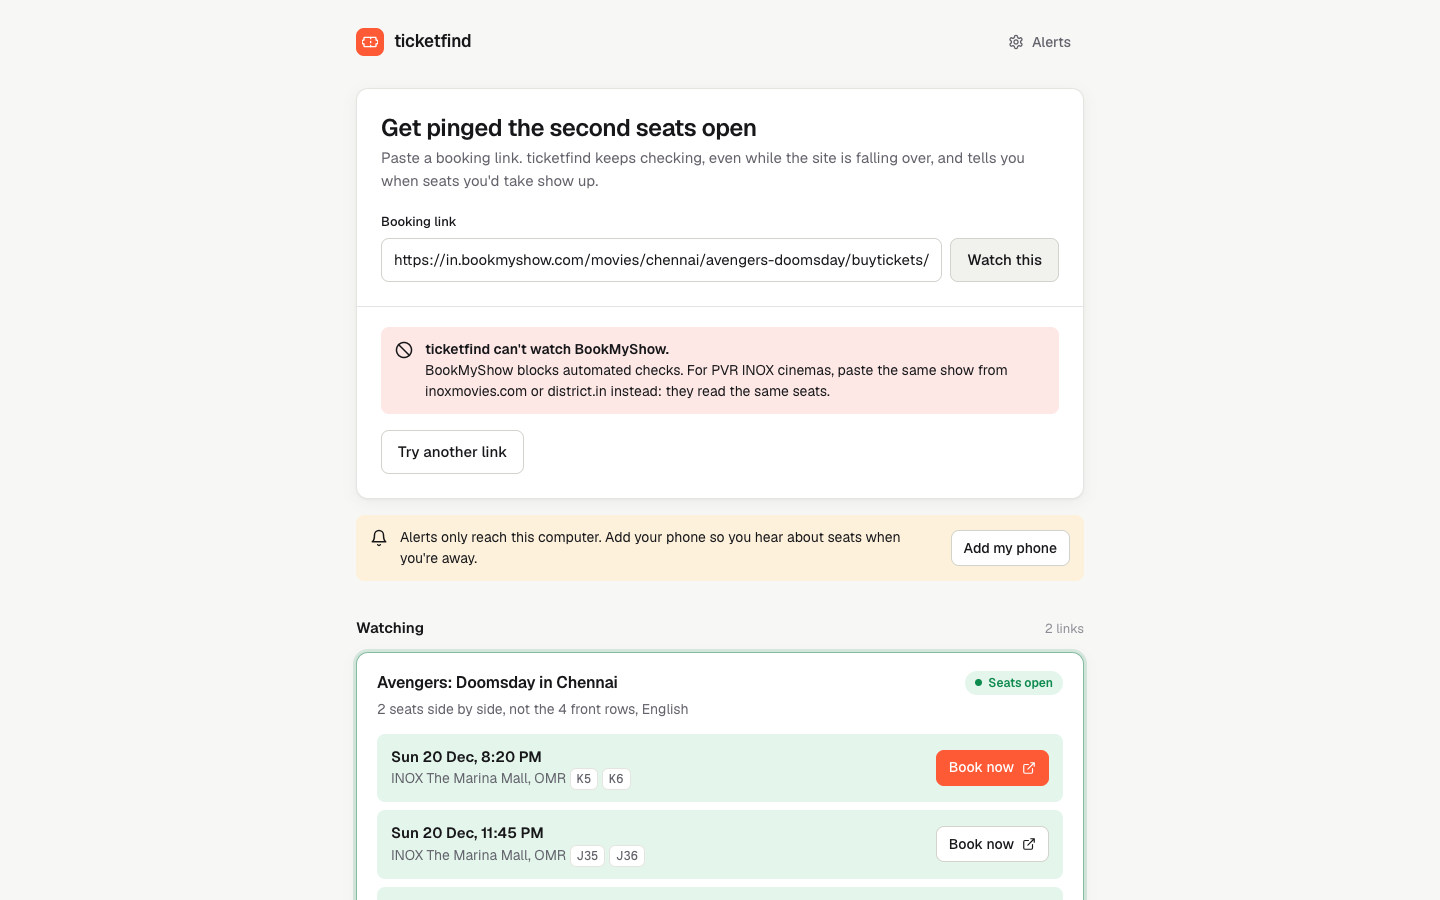 ticketfind
Alerts
Get pinged the second seats open
Paste a booking link. ticketfind keeps checking, even while the site is falling over, and tells you
when seats you'd take show up.
Booking link
https://in.bookmyshow.com/movies/chennai/avengers-doomsday/buytickets/
Watch this
ticketfind can't watch BookMyShow.
BookMyShow blocks automated checks. For PVR INOX cinemas, paste the same show from
inoxmovies.com or district.in instead: they read the same seats.
Try another link
Alerts only reach this computer. Add your phone so you hear about seats when
you're away.
Add my phone
Watching
2 links
Avengers: Doomsday in Chennai
Seats open
2 seats side by side, not the 4 front rows, English
Sun 20 Dec, 8:20 PM
INOX The Marina Mall, OMR K5 K6
Book now
Sun 20 Dec, 11:45 PM
INOX The Marina Mall, OMR J35 J36
Book now